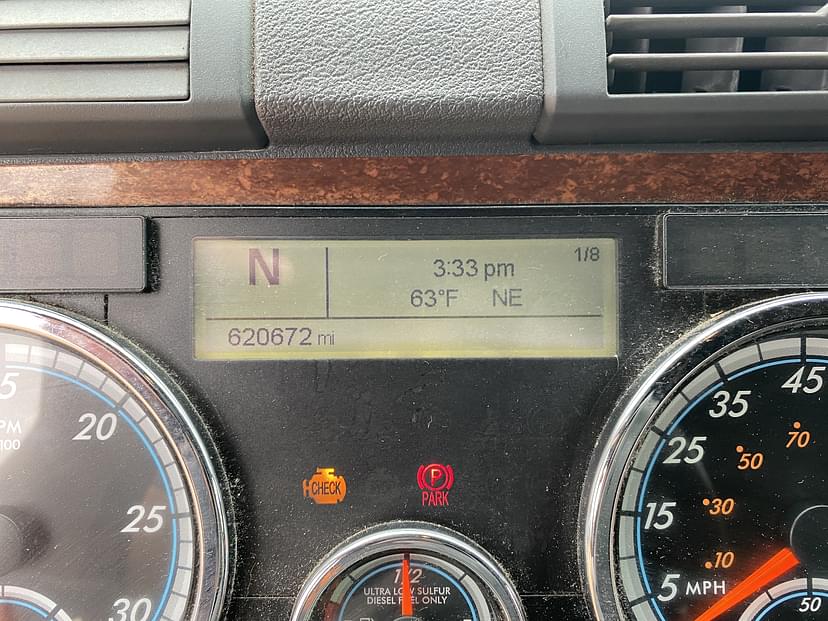 N
3:33 pm
1/8
63°F NE
620672 mi
5
20
25
30
PM
100
CHECK
P
PARK
1/2
ULTRA LOW SULFUR
DIESEL FUEL ONLY
45
35
25
15
5 MPH
70
50
30
10
50